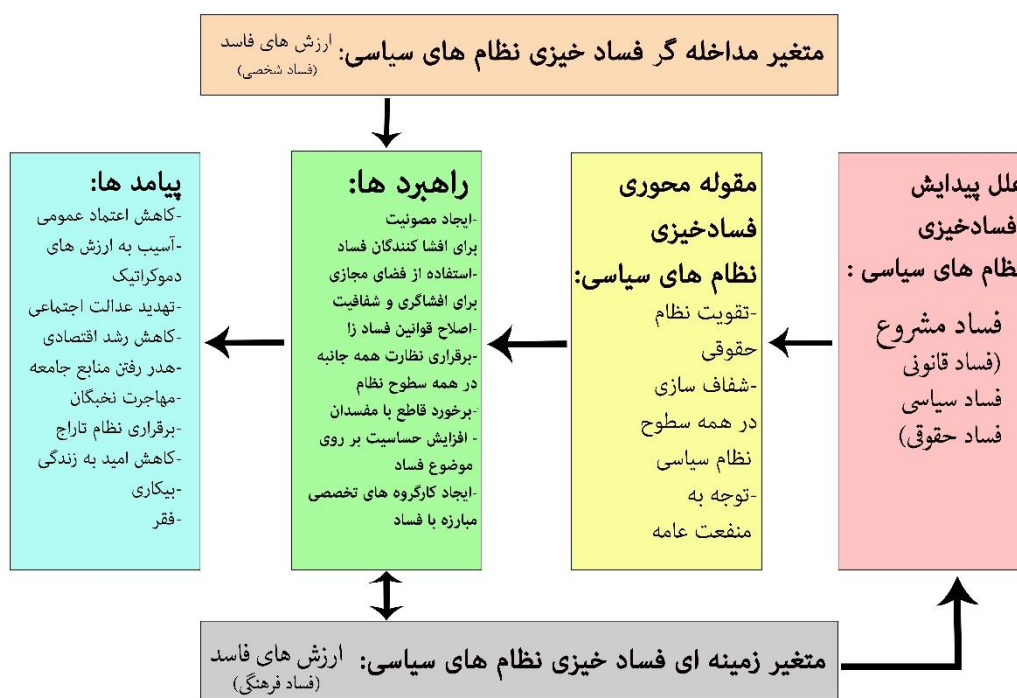 متغیر مداخله گر فساد خیزی نظام های سیاسی: ارزش های فاسد
(فساد شخصی)
علل پیدایش
فسادخیزی
نظام های سیاسی :
فساد مشروع
(فساد قانونی
فساد سیاسی
فساد حقوقی)
مقوله محوری
فسادخیزی
نظام های سیاسی:
-تقویت نظام
حقوقی
-شفاف سازی
در همه سطوح
نظام سیاسی
-توجه به
منفعت عامه
راهبرد ها:
-ایجاد مصونیت
برای افشا کنندگان فساد
-استفاده از فضای مجازی
برای افشاگری و شفافیت
-اصلاح قوانین فساد زا
-برقراری نظارت همه جانبه
در همه سطوح نظام
-برخورد قاطع با مفسدان
- افزایش حساسیت بر روی
موضوع فساد
-ایجاد کارگروه های تخصصی
مبارزه با فساد
پیامد ها:
-کاهش اعتماد عمومی
-آسیب به ارزش های
دموکراتیک
-تهدید عدالت اجتماعی
-کاهش رشد اقتصادی
-هدر رفتن منابع جامعه
-مهاجرت نخبگان
-برقراری نظام تاراج
-کاهش امید به زندگی
-بیکاری
-فقر
متغیر زمینه ای فساد خیزی نظام های سیاسی: ارزش های فاسد
(فساد فرهنگی)